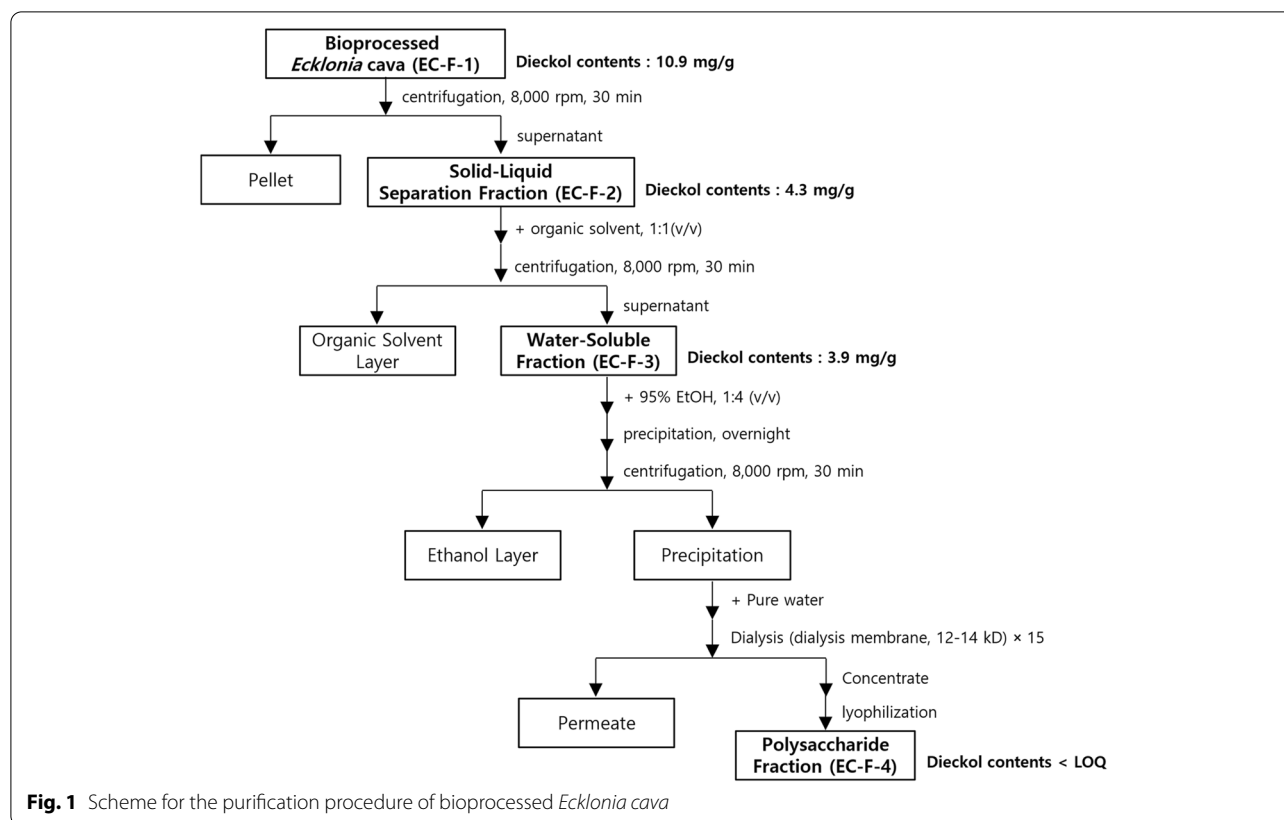 Bioprocessed
Ecklonia cava (EC-F-1)
Dieckol contents : 10.9 mg/g
centrifugation, 8,000 rpm, 30 min
supernatant
Pellet
Solid-Liquid
Separation Fraction (EC-F-2)
Dieckol contents : 4.3 mg/g
+ organic solvent, 1:1(v/v)
centrifugation, 8,000 rpm, 30 min
supernatant
Organic Solvent
Layer
Water-Soluble
Fraction (EC-F-3)
Dieckol contents : 3.9 mg/g
+ 95% EtOH, 1:4 (v/v)
precipitation, overnight
centrifugation, 8,000 rpm, 30 min
Ethanol Layer
Precipitation
+ Pure water
Dialysis (dialysis membrane, 12-14 kD) × 15
Concentrate
lyophilization
Permeate
Polysaccharide
Fraction (EC-F-4)
Dieckol contents < LOQ
Fig. 1 Scheme for the purification procedure of bioprocessed Ecklonia cava